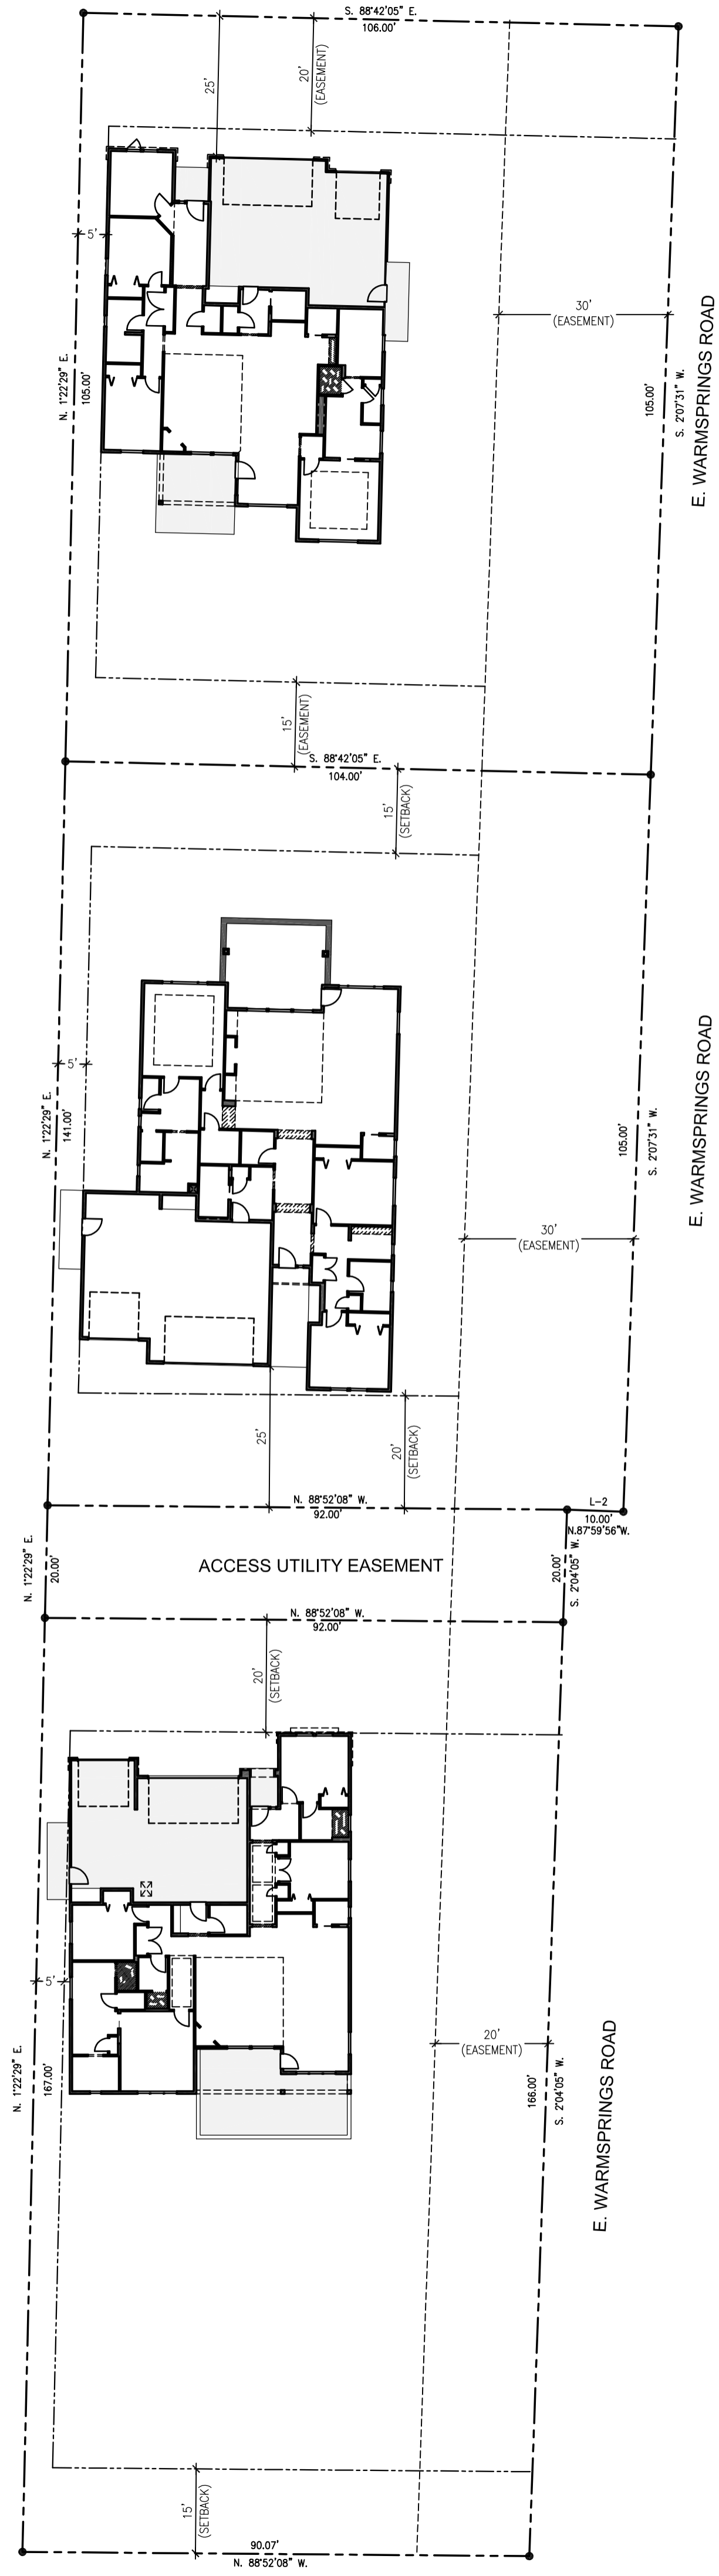 S. 88°42'05" E.
106.00'
25'
20'
(EASEMENT)
5'
30'
(EASEMENT)
N. 1°22'29" E.
105.00'
105.00'
S. 2°07'31" W.
E. WARMSPRINGS ROAD
15'
(EASEMENT)
S. 88°42'05" E.
104.00'
15'
(SETBACK)
5'
N. 1°22'29" E.
141.00'
105.00'
S. 2°07'31" W.
E. WARMSPRINGS ROAD
30'
(EASEMENT)
25'
20'
(SETBACK)
N. 88°52'08" W.
92.00'
L-2
10.00'
N.87°59'56"W.
N. 1°22'29" E.
20.00'
ACCESS UTILITY EASEMENT
20.00'
S. 2°04'05" W.
N. 88°52'08" W.
92.00'
20'
(SETBACK)
5'
20'
(EASEMENT)
N. 1°22'29" E.
167.00'
166.00'
S. 2°04'05" W.
E. WARMSPRINGS ROAD
15'
(SETBACK)
90.07'
N. 88°52'08" W.